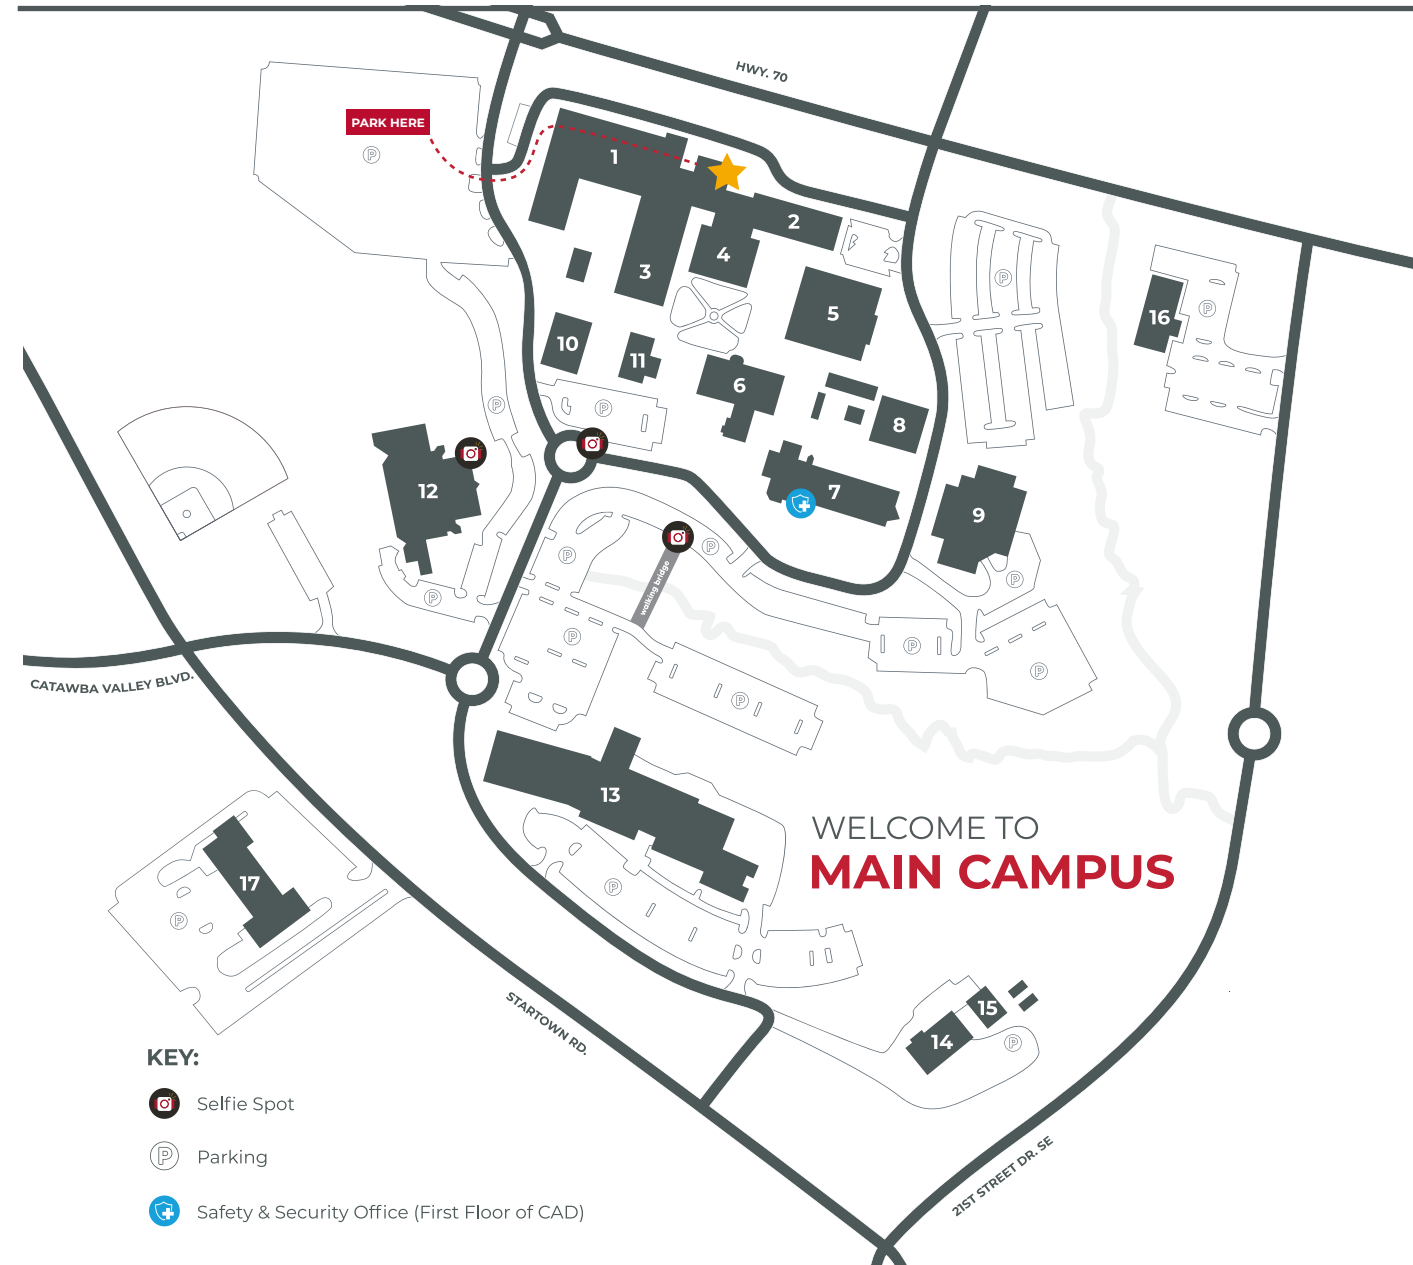 HWY. 70
PARK HERE
P
1
2
3
4
5
P
P
16
10
11
6
P
P
8
12
7
9
P
P
walking bridge
P
P
P
P
P
P
CATAWBA VALLEY BLVD.
13
WELCOME TO
MAIN CAMPUS
17
P
P
STARTOWN RD.
15
14
P
21ST STREET DR. SE
KEY:
Selfie Spot
P Parking
Safety & Security Office (First Floor of CAD)